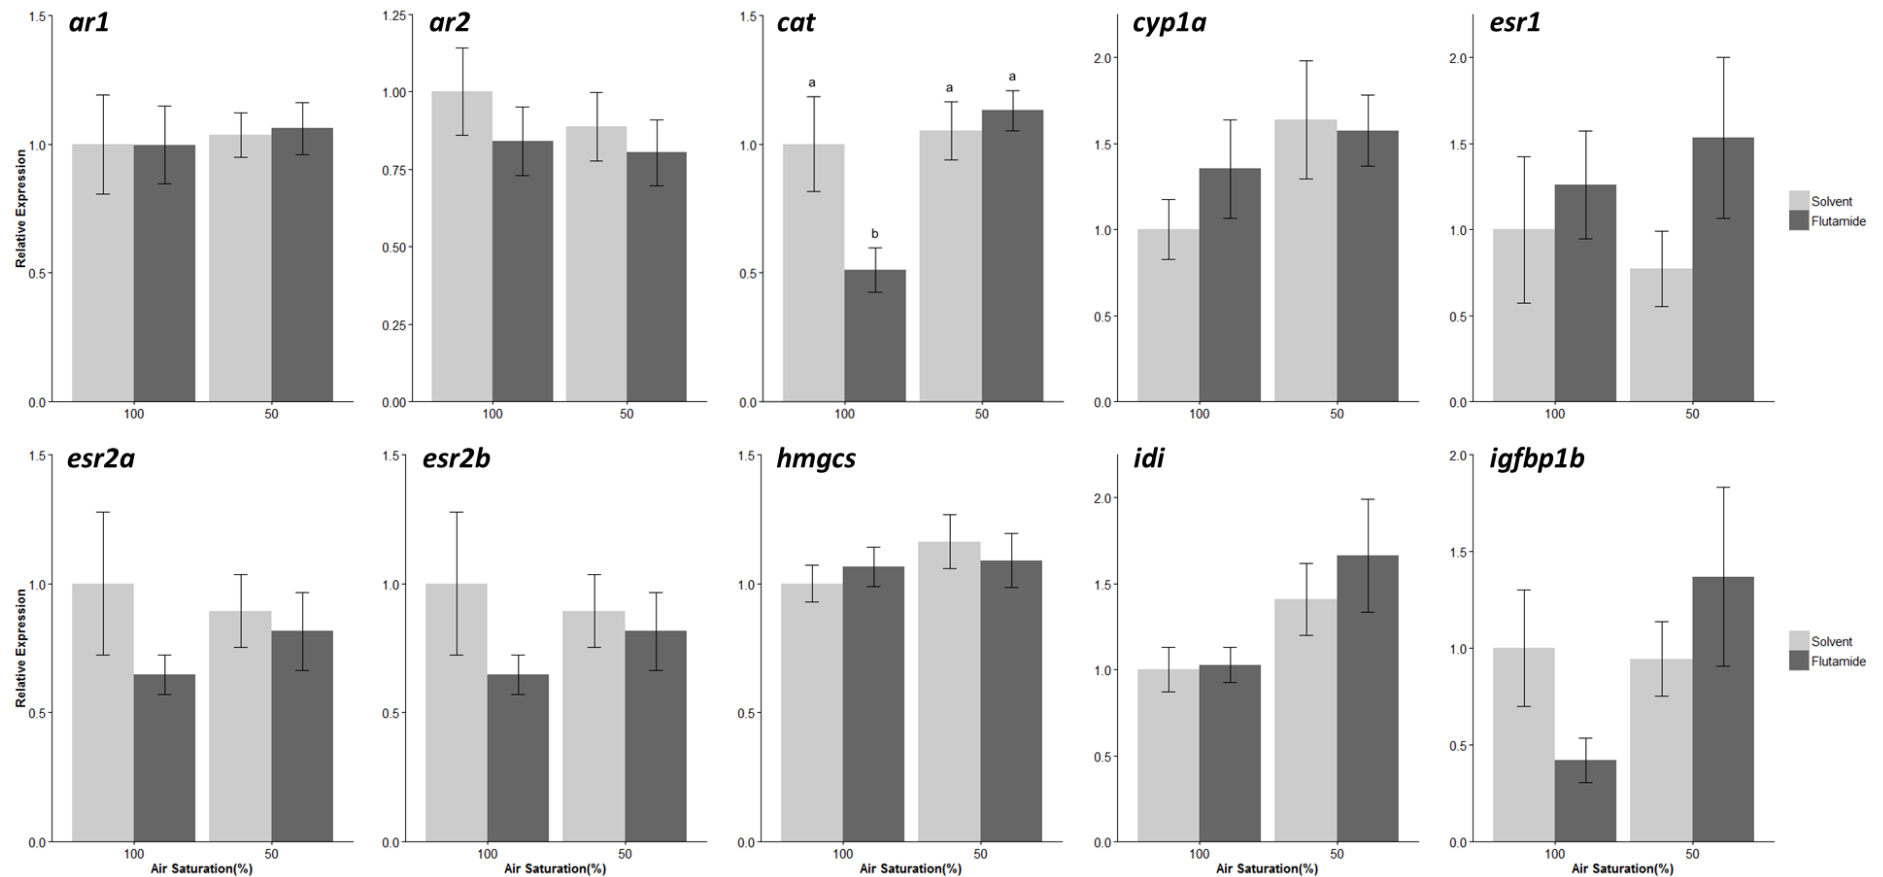 ar1
ar2
cat
cyp1a
esr1
1.5
1.0
0.5
0.0
Relative Expression
100
50
1.25
1.00
0.75
0.50
0.25
0.00
100
50
1.5
1.0
0.5
0.0
a
b
a
a
100
50
2.0
1.5
1.0
0.5
0.0
100
50
2.0
1.5
1.0
0.5
0.0
100
50
Solvent
Flutamide
esr2a
esr2b
hmgcs
idi
igfbp1b
1.5
1.0
0.5
0.0
Relative Expression
100
50
Air Saturation(%)
1.5
1.0
0.5
0.0
100
50
Air Saturation(%)
1.5
1.0
0.5
0.0
100
50
Air Saturation(%)
2.0
1.5
1.0
0.5
0.0
100
50
Air Saturation(%)
2.0
1.5
1.0
0.5
0.0
100
50
Air Saturation(%)
Solvent
Flutamide